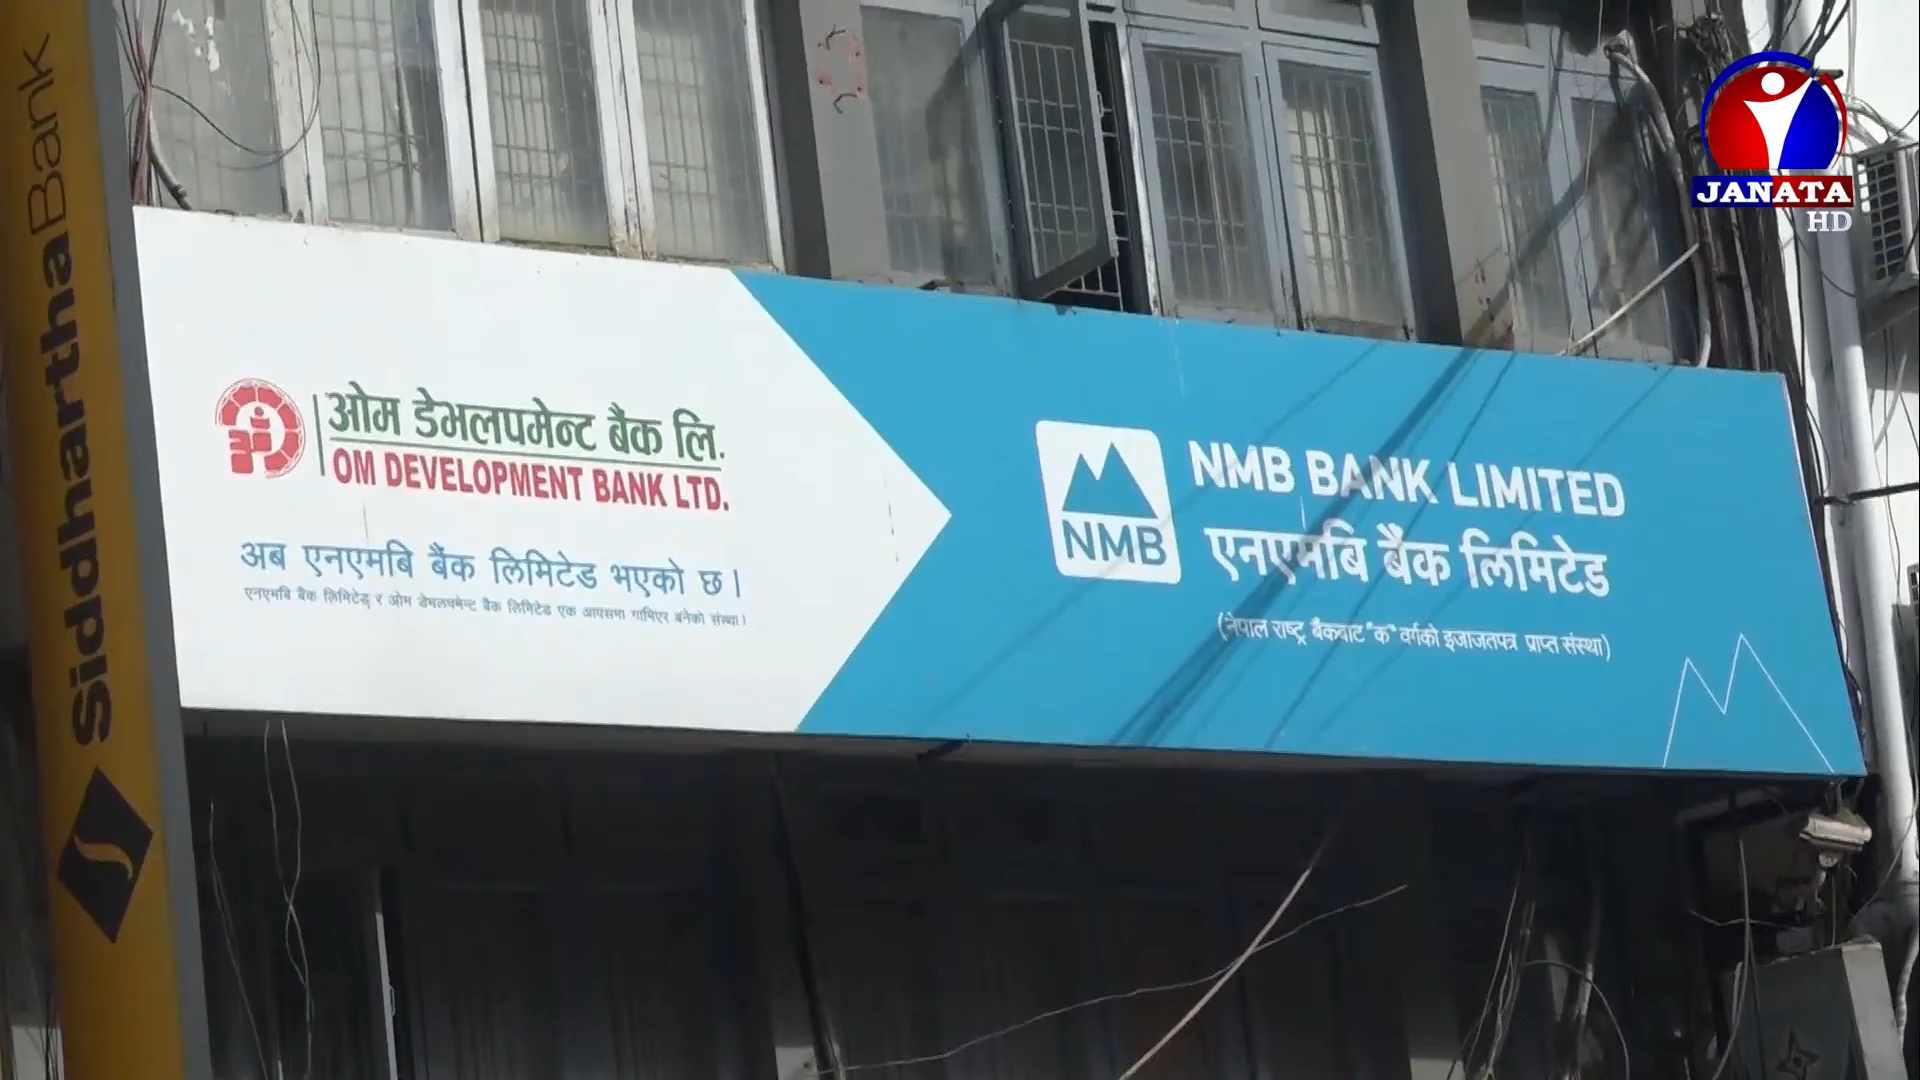 Siddhartha Bank
ओम डेभलपमेन्ट बैंक लि.
OM DEVELOPMENT BANK LTD.
अब एनएमबि बैंक लिमिटेड भएको छ।
एनएमबि बैंक लिमिटेड र ओम डेभलपमेन्ट बैंक लिमिटेड एक आपसमा गाभिएर बनेको संस्था।
NMB
NMB BANK LIMITED
एनएमबि बैंक लिमिटेड
(नेपाल राष्ट्र बैंकबाट "क" वर्गको इजाजतपत्र प्राप्त संस्था)
JANATA
HD